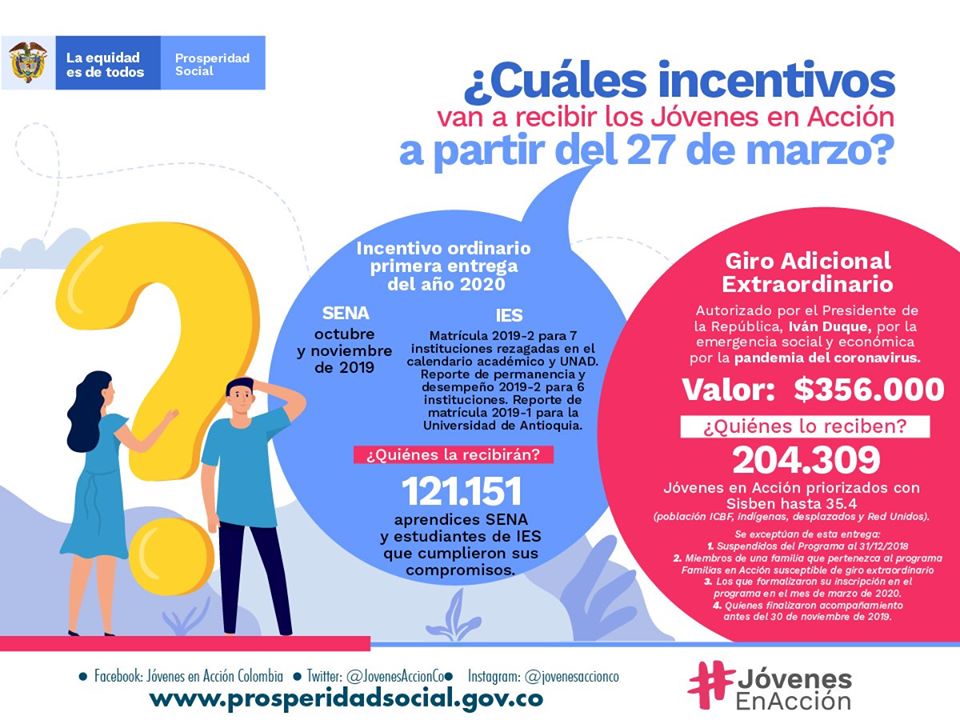 La equidad
es de todos
Prosperidad
Social
¿Cuáles incentivos
van a recibir los Jóvenes en Acción
a partir del 27 de marzo?
Incentivo ordinario
primera entrega
del año 2020
SENA
octubre
y noviembre
de 2019
IES
Matrícula 2019-2 para 7
instituciones rezagadas en el
calendario académico y UNAD.
Reporte de permanencia y
desempeño 2019-2 para 6
instituciones. Reporte de
matrícula 2019-1 para la
Universidad de Antioquia.
¿Quiénes la recibirán?
121.151
aprendices SENA
y estudiantes de IES
que cumplieron sus
compromisos.
Giro Adicional
Extraordinario
Autorizado por el Presidente de
la República, Iván Duque, por la
emergencia social y económica
por la pandemia del coronavirus.
Valor: $356.000
¿Quiénes lo reciben?
204.309
Jóvenes en Acción priorizados con
Sisben hasta 35.4
(población ICBF, indígenas, desplazados y Red Unidos).
Se exceptúan de esta entrega:
1. Suspendidos del Programa al 31/12/2018
2. Miembros de una familia que pertenezca al programa
Familias en Acción susceptible de giro extraordinario
3. Los que formalizaron su inscripción en el
programa en el mes de marzo de 2020.
4. Quienes finalizaron acompañamiento
antes del 30 de noviembre de 2019.
● Facebook: Jóvenes en Acción Colombia ● Twitter: @JovenesAccionCo ● Instagram: @jovenesaccionco
www.prosperidadsocial.gov.co
#Jóvenes
EnAcción